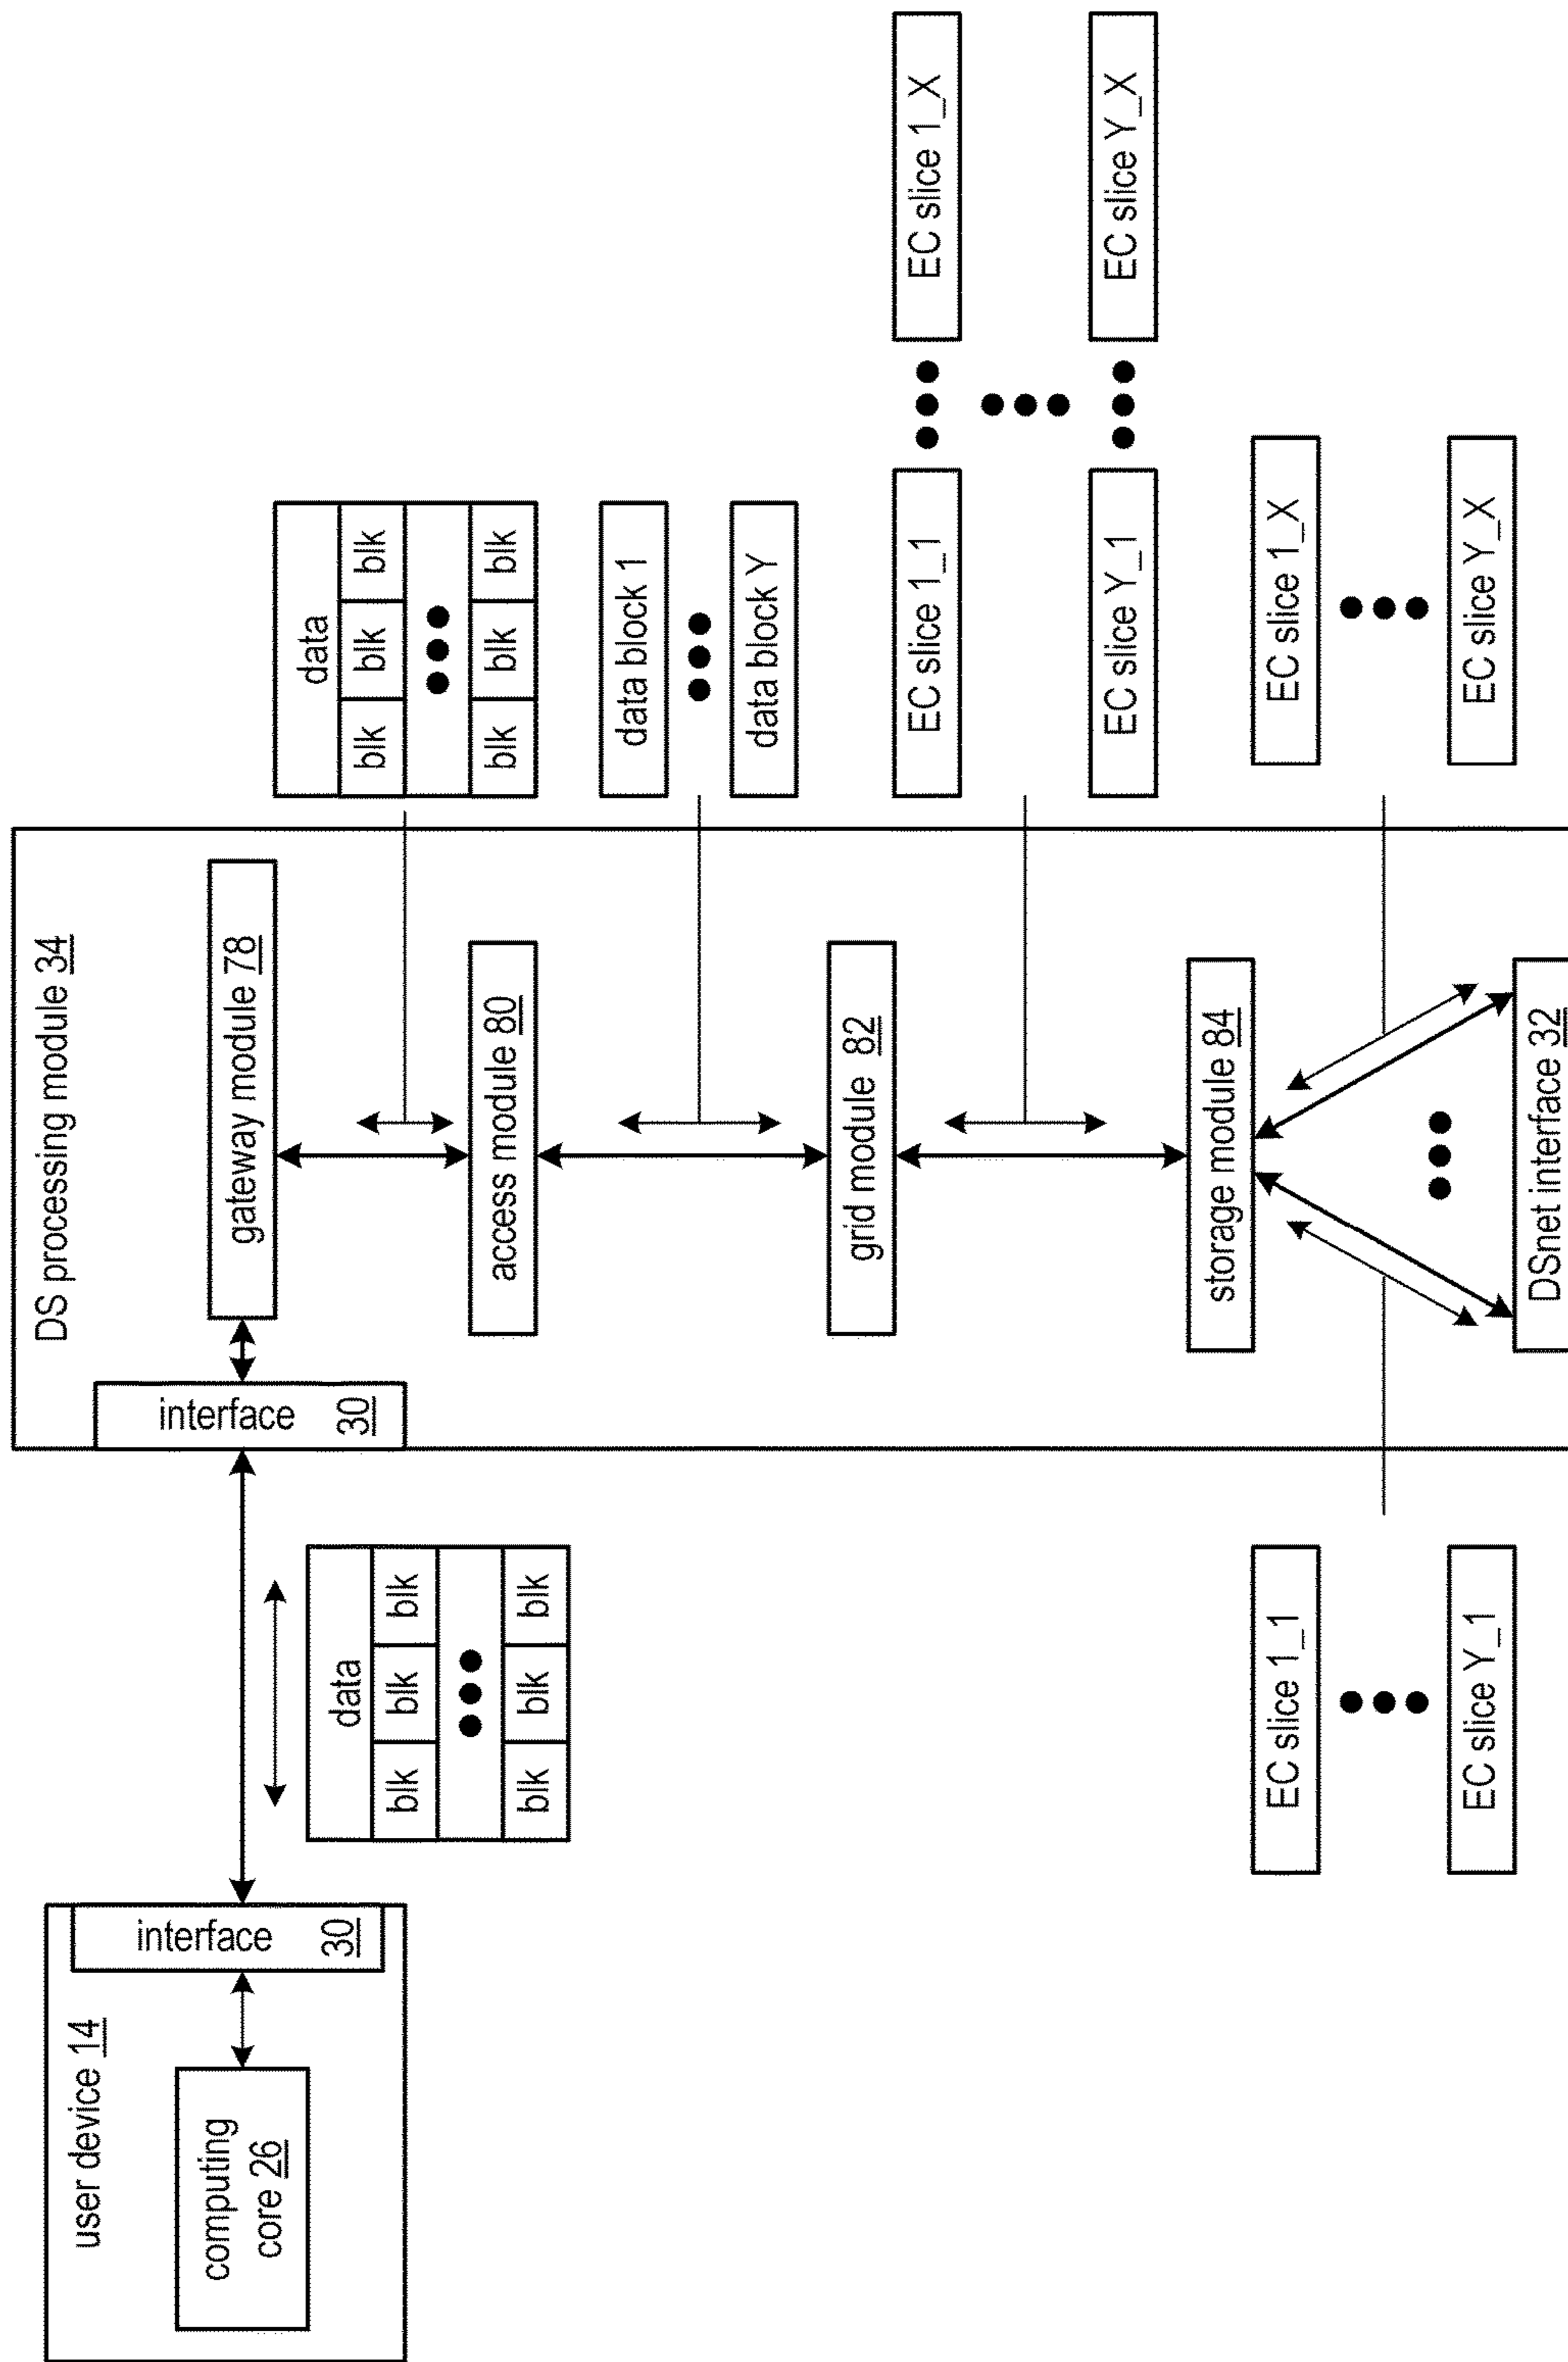 user device 14
computing
core 26
interface 30
data
blk blk blk
blk blk blk
DS processing module 34
interface 30
gateway module 78
data
blk blk blk
blk blk blk
access module 80
data block 1
data block Y
grid module 82
EC slice 1_1 EC slice 1_X
EC slice Y_1 EC slice Y_X
storage module 84
EC slice 1_1
EC slice Y_1
EC slice 1_X
EC slice Y_X
DSnet interface 32